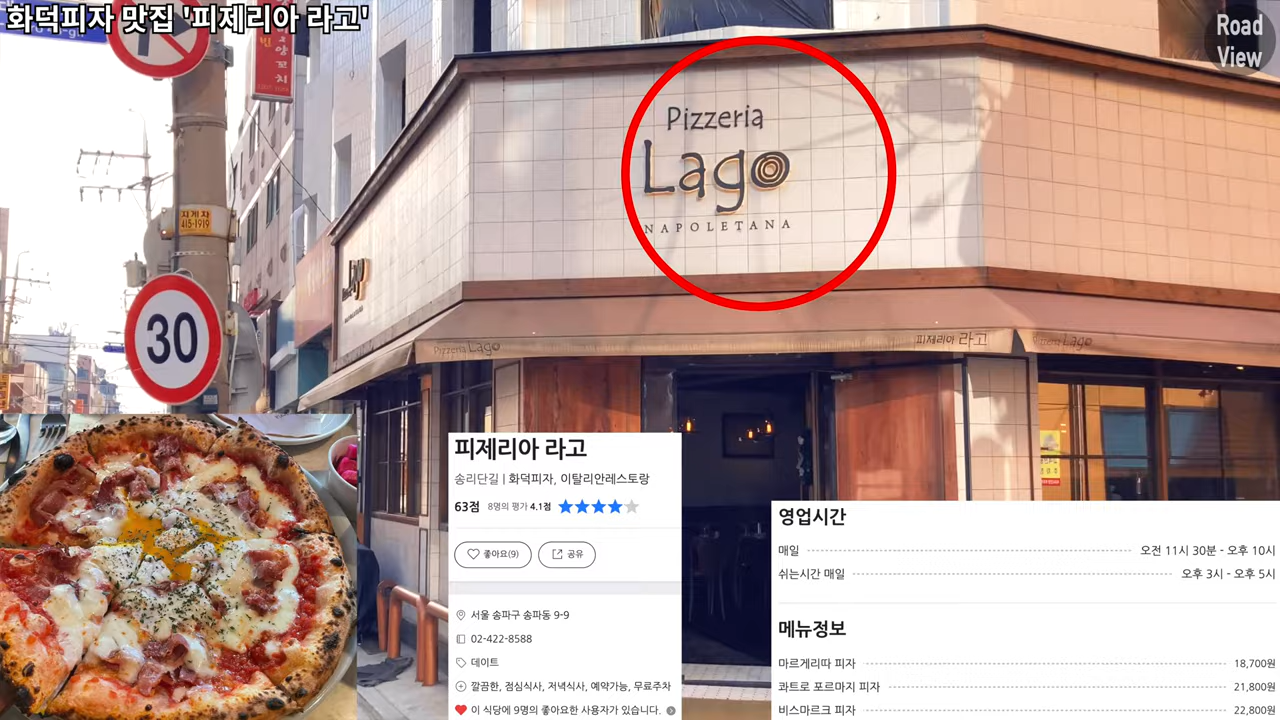 화덕피자 맛집 '피제리아 라고'
Road
View
Pizzeria
Lago
NAPOLETANA
지게차
415-1919
30
Lago
Pizzeria Lago
피제리아 라고
Pizzeria Lago
피제리아 라고
송리단길 | 화덕피자, 이탈리안레스토랑
63점 8명의 평가 4.1점
좋아요(9)
공유
서울 송파구 송파동 9-9
02-422-8588
데이트
깔끔한, 점심식사, 저녁식사, 예약가능, 무료주차
이 식당에 9명의 좋아요한 사용자가 있습니다.
영업시간
매일 오전 11시 30분 - 오후 10시
쉬는시간 매일 오후 3시 - 오후 5시
메뉴정보
마르게리따 피자 18,700원
콰트로 포르마지 피자 21,800원
비스마르크 피자 22,800원